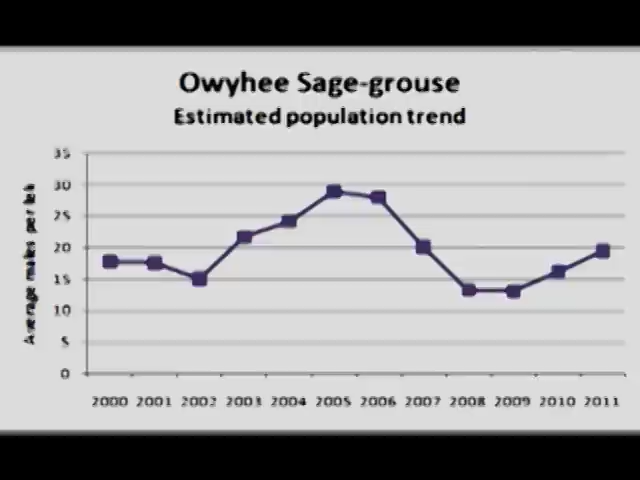 Owyhee Sage-grouse
Estimated population trend
Average males per lek
35
30
25
20
15
10
5
0
2000 2001 2002 2003 2004 2005 2006 2007 2008 2009 2010 2011